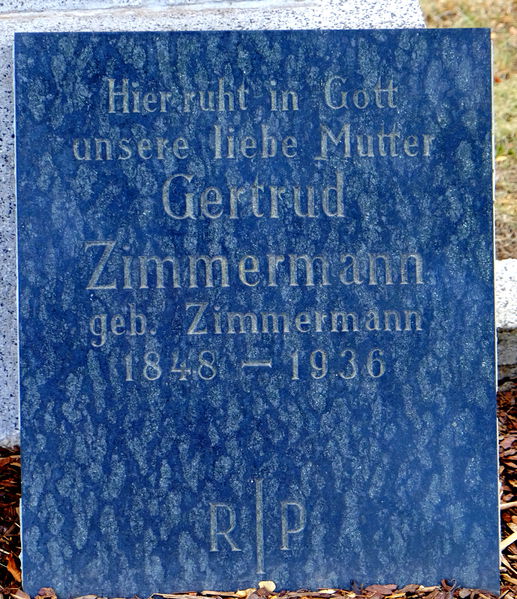 Hier ruht in Gott
unsere liebe Mutter
Gertrud
Zimmermann
geb. Zimmermann
1848 – 1936
R P